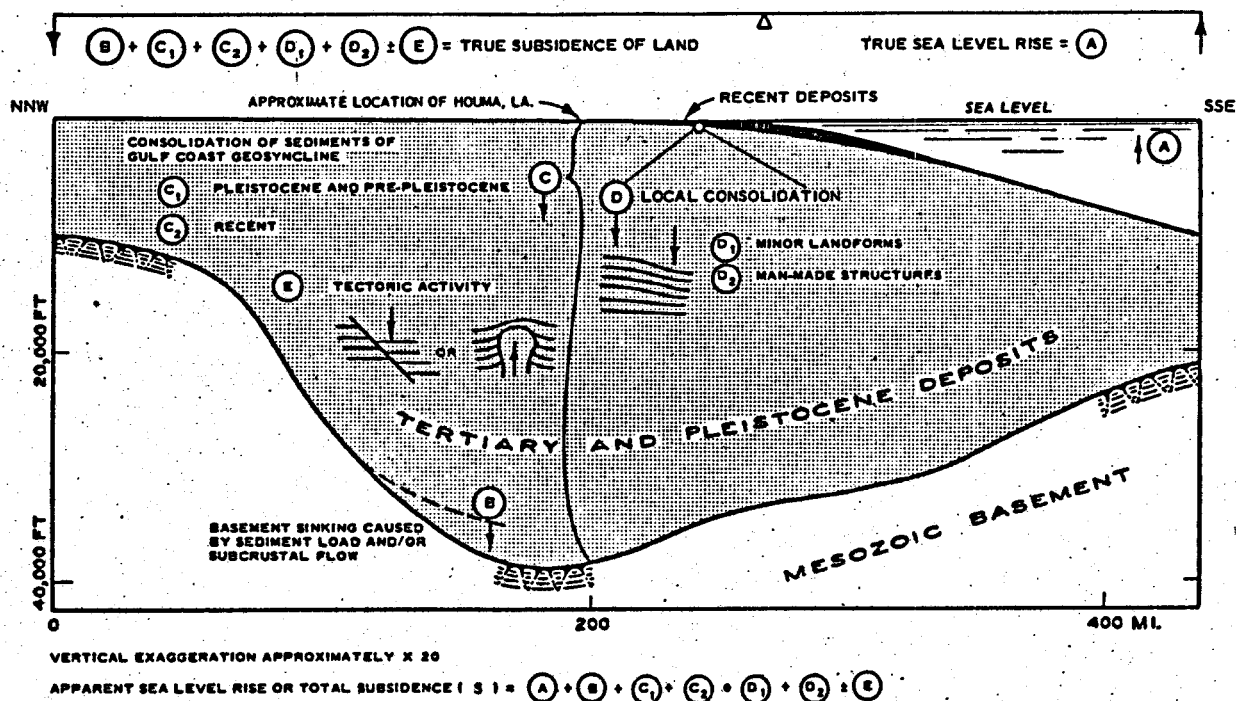 B + C1 + C2 + D1 + D2 ± E = TRUE SUBSIDENCE OF LAND
TRUE SEA LEVEL RISE = A
NNW
APPROXIMATE LOCATION OF HOUMA, LA.
RECENT DEPOSITS
SEA LEVEL
SSE
CONSOLIDATION OF SEDIMENTS OF
GULF COAST GEOSYNCLINE
A
C1 PLEISTOCENE AND PRE-PLEISTOCENE
C
D LOCAL CONSOLIDATION
C2 RECENT
D1 MINOR LANDFORMS
D2 MAN-MADE STRUCTURES
E TECTORIC ACTIVITY
OR
20,000 FT
TERTIARY AND PLEISTOCENE DEPOSITS
B
BASEMENT SINKING CAUSED
BY SEDIMENT LOAD AND/OR
SUBCRUSTAL FLOW
MESOZOIC BASEMENT
40,000 FT
0 200 400 MI.
VERTICAL EXAGGERATION APPROXIMATELY X 20
APPARENT SEA LEVEL RISE OR TOTAL SUBSIDENCE ( S ) = A + B + C1 + C2 + D1 + D2 ± E